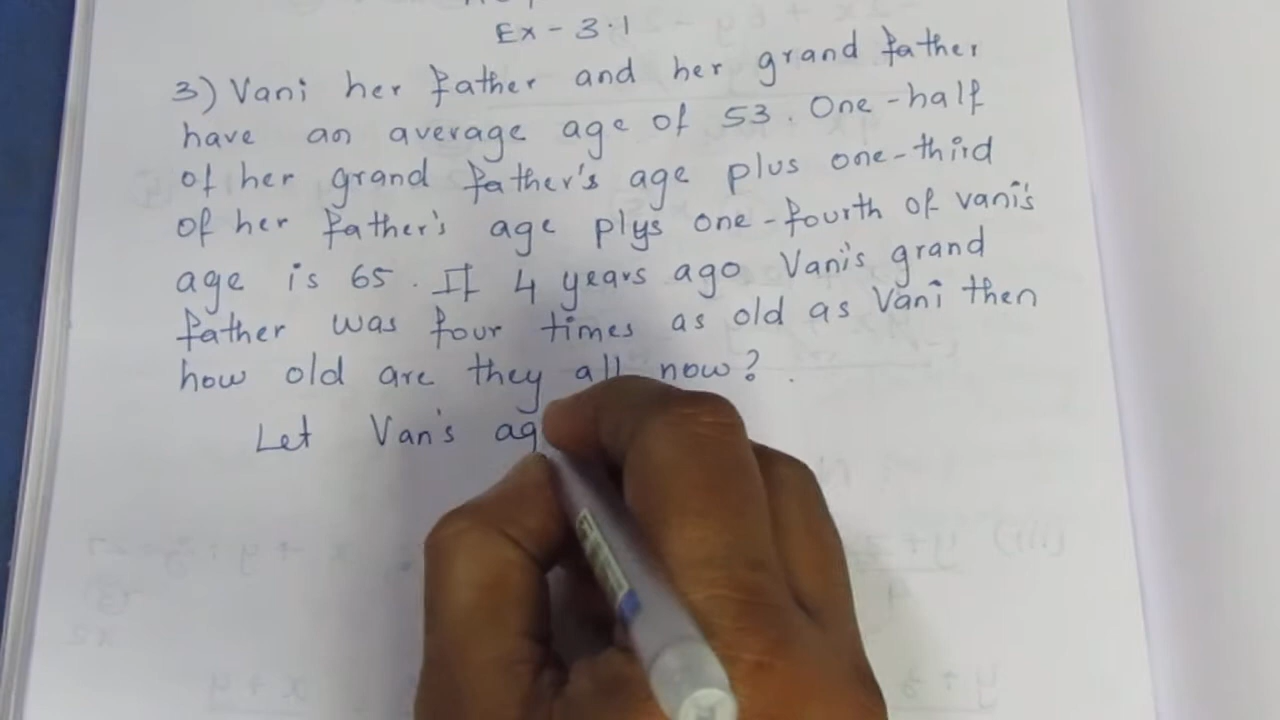 Ex - 3.1
3) Vani her father and her grand father
have an average age of 53. One-half
of her grand father's age plus one-third
of her father's age plys one-fourth of vani's
age is 65. If 4 years ago Vani's grand
father was four times as old as Vani then
how old are they all now?
Let Van's ag